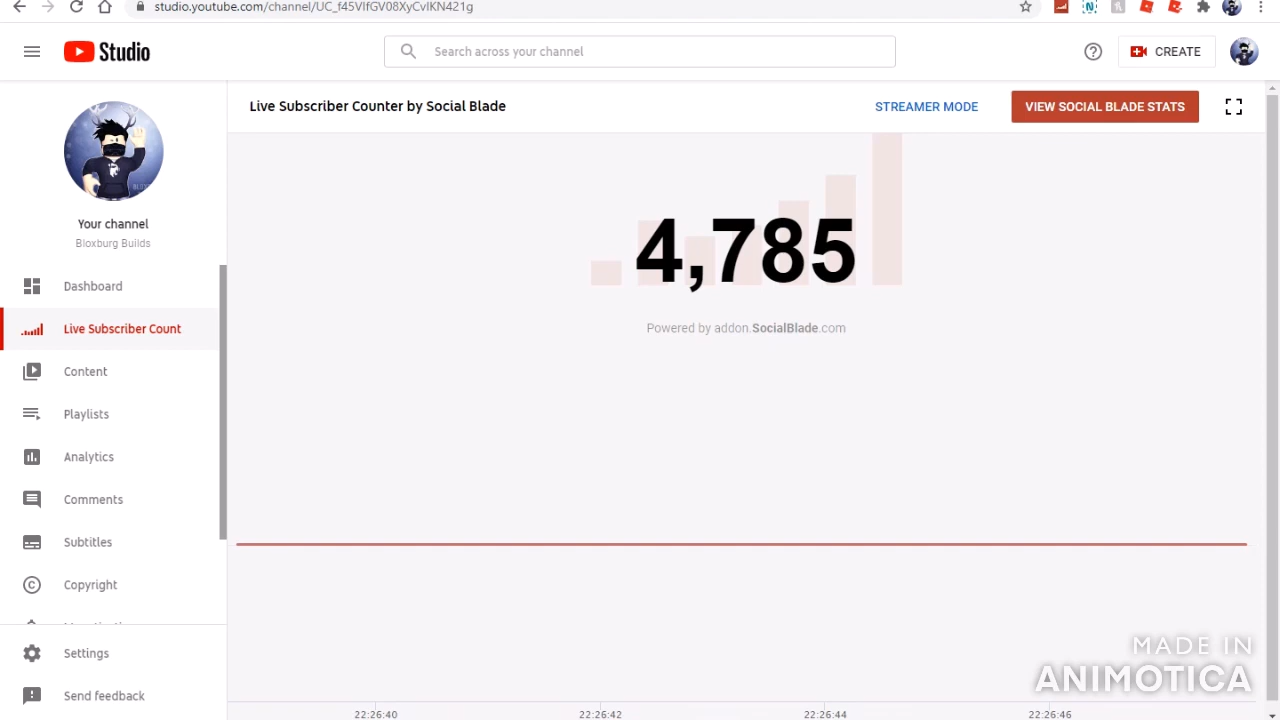 studio.youtube.com/channel/UC_f45VIfGV08XyCvIKN421g
Studio
Search across your channel
CREATE
Live Subscriber Counter by Social Blade
STREAMER MODE
VIEW SOCIAL BLADE STATS
Your channel
Bloxburg Builds
Dashboard
Live Subscriber Count
Content
Playlists
Analytics
Comments
Subtitles
Copyright
Settings
Send feedback
4,785
Powered by addon.SocialBlade.com
22:26:40
22:26:42
22:26:44
22:26:46
MADE IN
ANIMOTICA